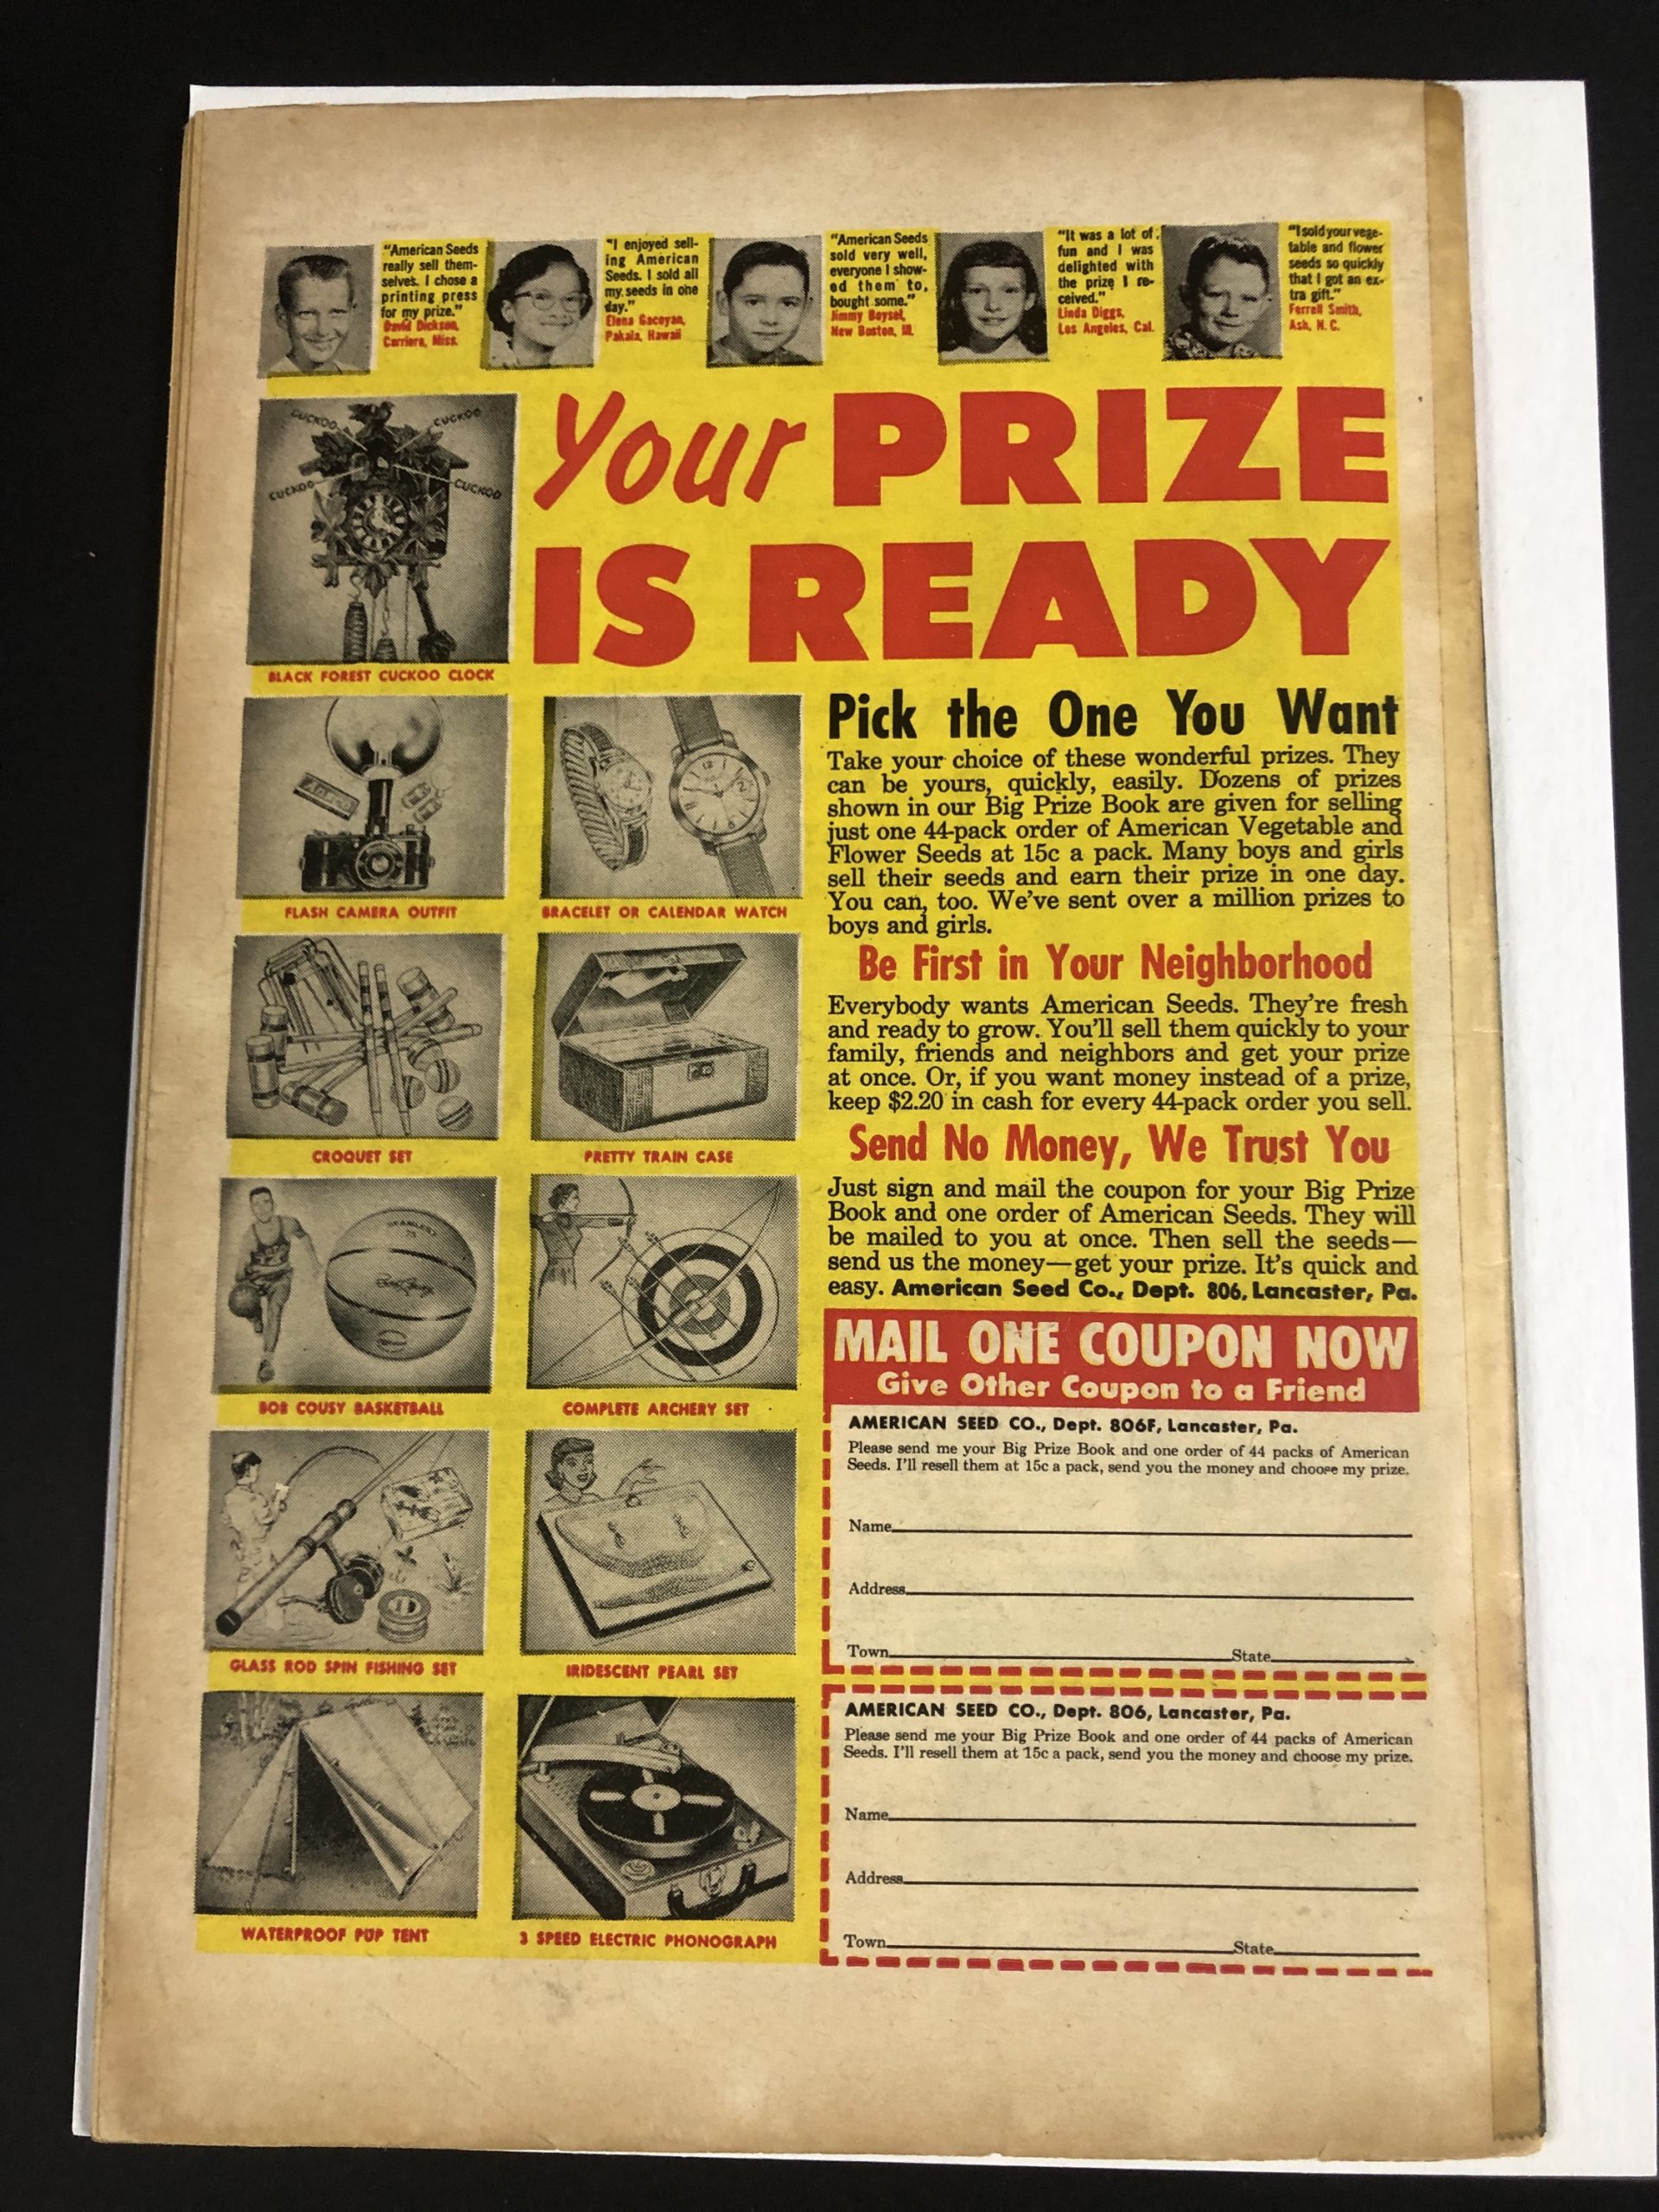 "American Seeds
really sell them-
selves. I chose a
printing press
for my prize."
David Dickson,
Carriere, Miss.
"I enjoyed sell-
ing American
Seeds. I sold all
my seeds in one
day."
Elena Gacoyan,
Pakala, Hawaii
"American Seeds
sold very well,
everyone I show-
ed them to,
bought some."
Jimmy Boysel,
New Boston, Ill.
"It was a lot of
fun and I was
delighted with
the prize I re-
ceived."
Linda Diggs,
Los Angeles, Cal.
"I sold your vege-
table and flower
seeds so quickly
that I got an ex-
tra gift."
Ferrell Smith,
Ash, N. C.
CUCKOO CUCKOO
CUCKOO CUCKOO
BLACK FOREST CUCKOO CLOCK
Your PRIZE
IS READY
FLASH CAMERA OUTFIT
BRACELET OR CALENDAR WATCH
CROQUET SET
PRETTY TRAIN CASE
BOB COUSY BASKETBALL
COMPLETE ARCHERY SET
GLASS ROD SPIN FISHING SET
IRIDESCENT PEARL SET
WATERPROOF PUP TENT
3 SPEED ELECTRIC PHONOGRAPH
Pick the One You Want
Take your choice of these wonderful prizes. They
can be yours, quickly, easily. Dozens of prizes
shown in our Big Prize Book are given for selling
just one 44-pack order of American Vegetable and
Flower Seeds at 15c a pack. Many boys and girls
sell their seeds and earn their prize in one day.
You can, too. We've sent over a million prizes to
boys and girls.
Be First in Your Neighborhood
Everybody wants American Seeds. They're fresh
and ready to grow. You'll sell them quickly to your
family, friends and neighbors and get your prize
at once. Or, if you want money instead of a prize,
keep $2.20 in cash for every 44-pack order you sell.
Send No Money, We Trust You
Just sign and mail the coupon for your Big Prize
Book and one order of American Seeds. They will
be mailed to you at once. Then sell the seeds—
send us the money—get your prize. It's quick and
easy. American Seed Co., Dept. 806, Lancaster, Pa.
MAIL ONE COUPON NOW
Give Other Coupon to a Friend
AMERICAN SEED CO., Dept. 806F, Lancaster, Pa.
Please send me your Big Prize Book and one order of 44 packs of American
Seeds. I'll resell them at 15c a pack, send you the money and choose my prize.
Name
Address
Town State
AMERICAN SEED CO., Dept. 806, Lancaster, Pa.
Please send me your Big Prize Book and one order of 44 packs of American
Seeds. I'll resell them at 15c a pack, send you the money and choose my prize.
Name
Address
Town State